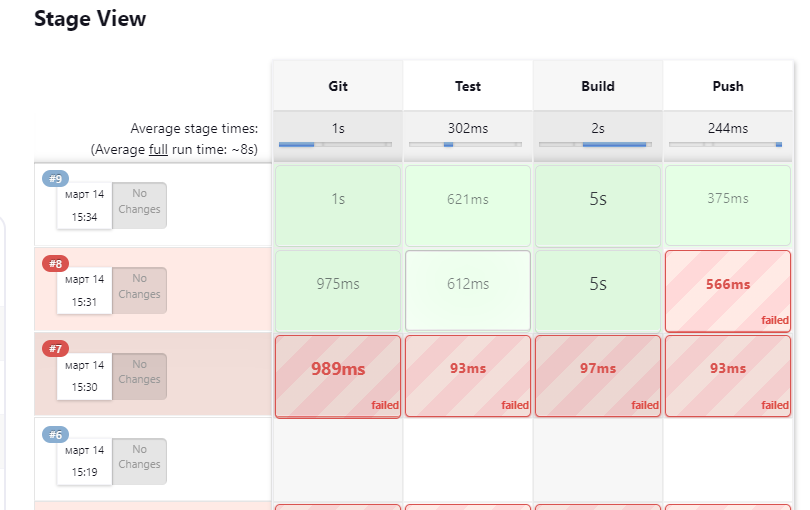 Stage View
Git Test Build Push
Average stage times: 1s 302ms 2s 244ms
(Average full run time: ~8s)
#9
март 14 No
15:34 Changes
1s 621ms 5s 375ms
#8
март 14 No
15:31 Changes
975ms 612ms 5s 566ms
failed
#7
март 14 No
15:30 Changes
989ms 93ms 97ms 93ms
failed failed failed failed
#6
март 14 No
15:19 Changes